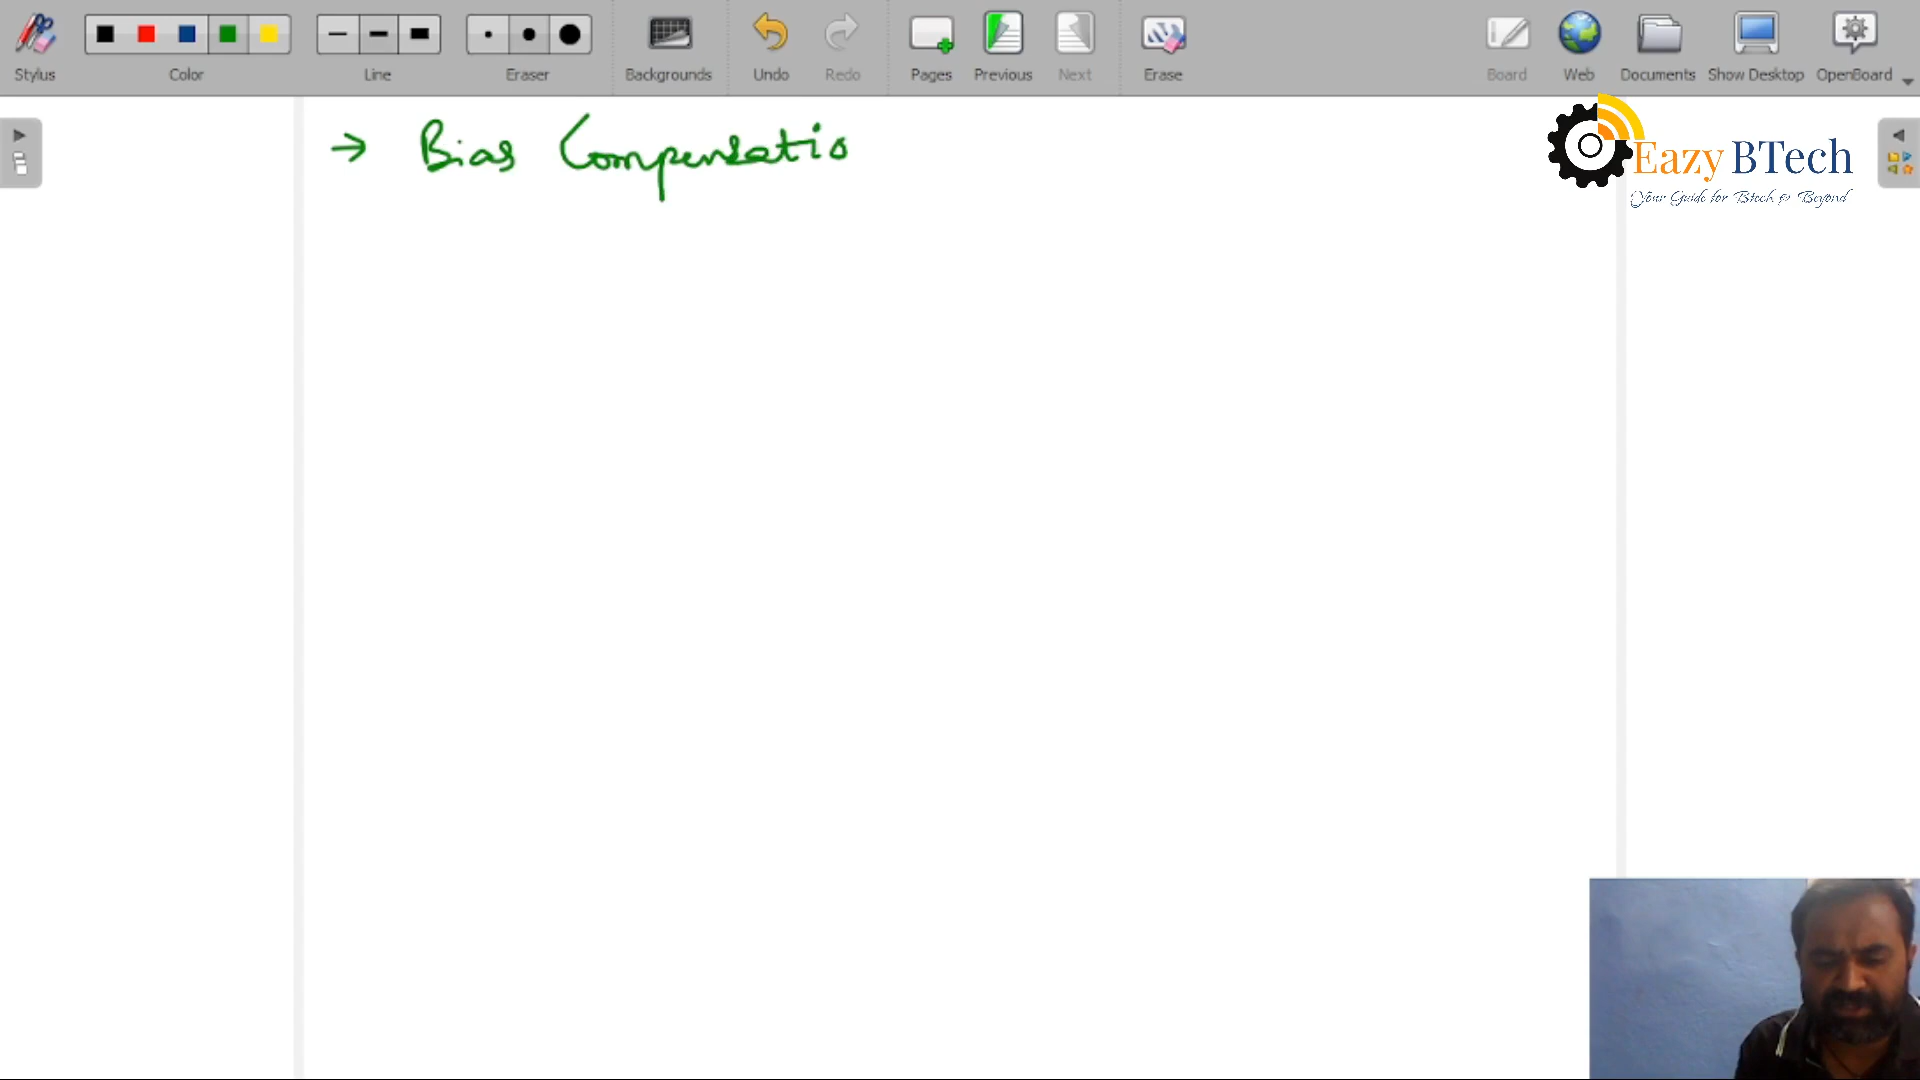 Stylus Color Line Eraser Backgrounds Undo Redo Pages Previous Next Erase Board Web Documents Show Desktop OpenBoard
→ Bias Compensatio
Eazy BTech
Your Guide for Btech & Beyond